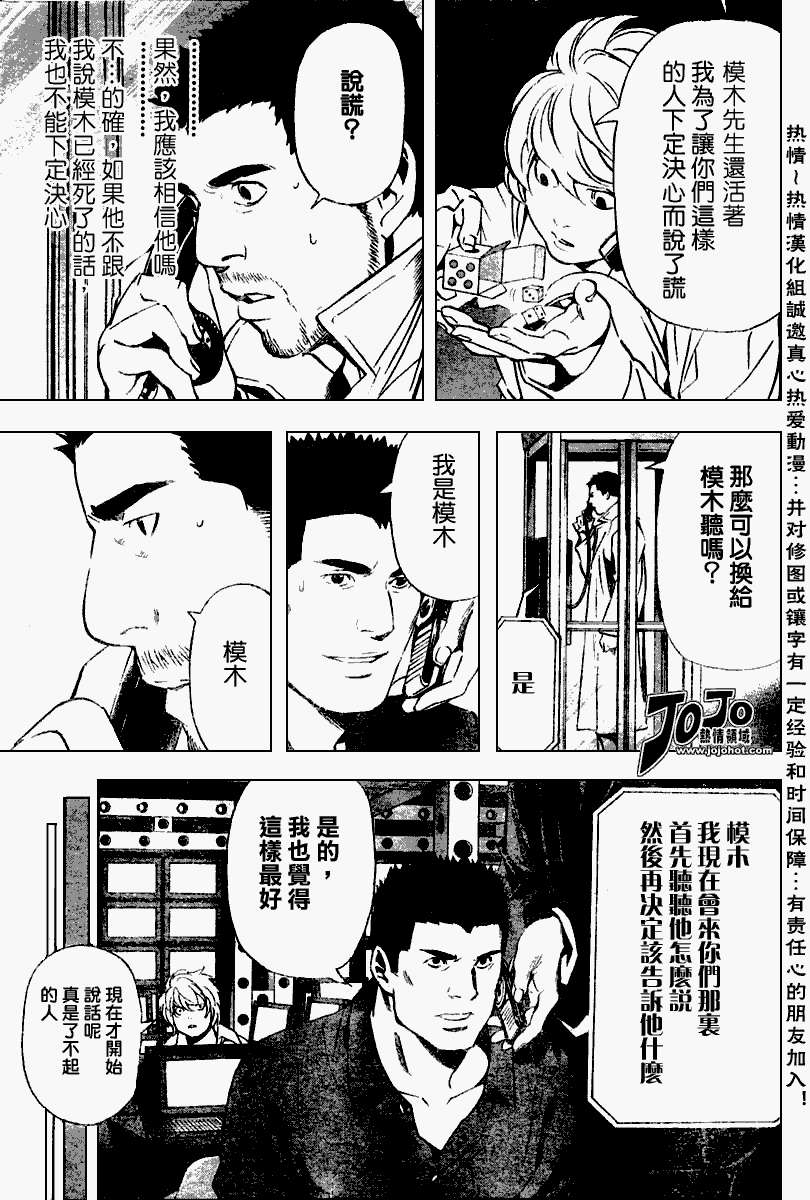 模木先生還活著
我為了讓你們這樣
的人下定決心而說了謊
說謊？
果然，我應該相信他嗎
不…的確，如果他不跟
我說模木已經死了的話，
我也不能下定決心
那麼可以換給
模木聽嗎？
是
我是模木
模木
模木
我現在會來你們那裏
首先聽聽他怎麼說
然後再決定該告訴他什麼
是的，
我也覺得
這樣最好
現在才開始
說話呢
真是了不起
的人
JOJO
熱情領域
www.jojohot.com
热情～热情漢化組誠邀真心热爱動漫…并对修图或镶字有一定经验和时间保障…有责任心的朋友加入！